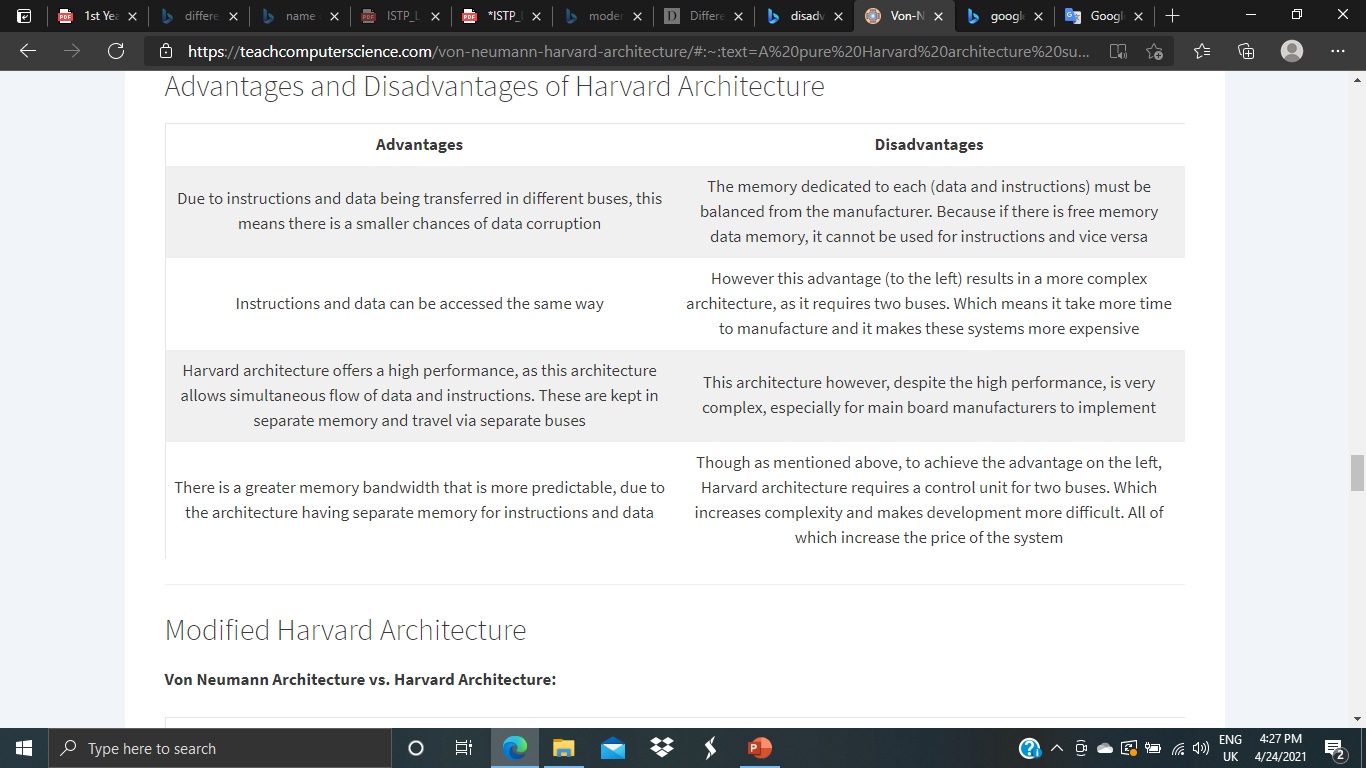 1st Yea
differe
name
ISTP_L
*ISTP_
moder
Differe
disadv
Von-N
google
Google
https://teachcomputerscience.com/von-neumann-harvard-architecture/#:~:text=A%20pure%20Harvard%20architecture%20su...
Advantages and Disadvantages of Harvard Architecture
Advantages
Disadvantages
Due to instructions and data being transferred in different buses, this
means there is a smaller chances of data corruption
The memory dedicated to each (data and instructions) must be
balanced from the manufacturer. Because if there is free memory
data memory, it cannot be used for instructions and vice versa
Instructions and data can be accessed the same way
However this advantage (to the left) results in a more complex
architecture, as it requires two buses. Which means it take more time
to manufacture and it makes these systems more expensive
Harvard architecture offers a high performance, as this architecture
allows simultaneous flow of data and instructions. These are kept in
separate memory and travel via separate buses
This architecture however, despite the high performance, is very
complex, especially for main board manufacturers to implement
There is a greater memory bandwidth that is more predictable, due to
the architecture having separate memory for instructions and data
Though as mentioned above, to achieve the advantage on the left,
Harvard architecture requires a control unit for two buses. Which
increases complexity and makes development more difficult. All of
which increase the price of the system
Modified Harvard Architecture
Von Neumann Architecture vs. Harvard Architecture:
Type here to search
ENG
UK
4:27 PM
4/24/2021
2